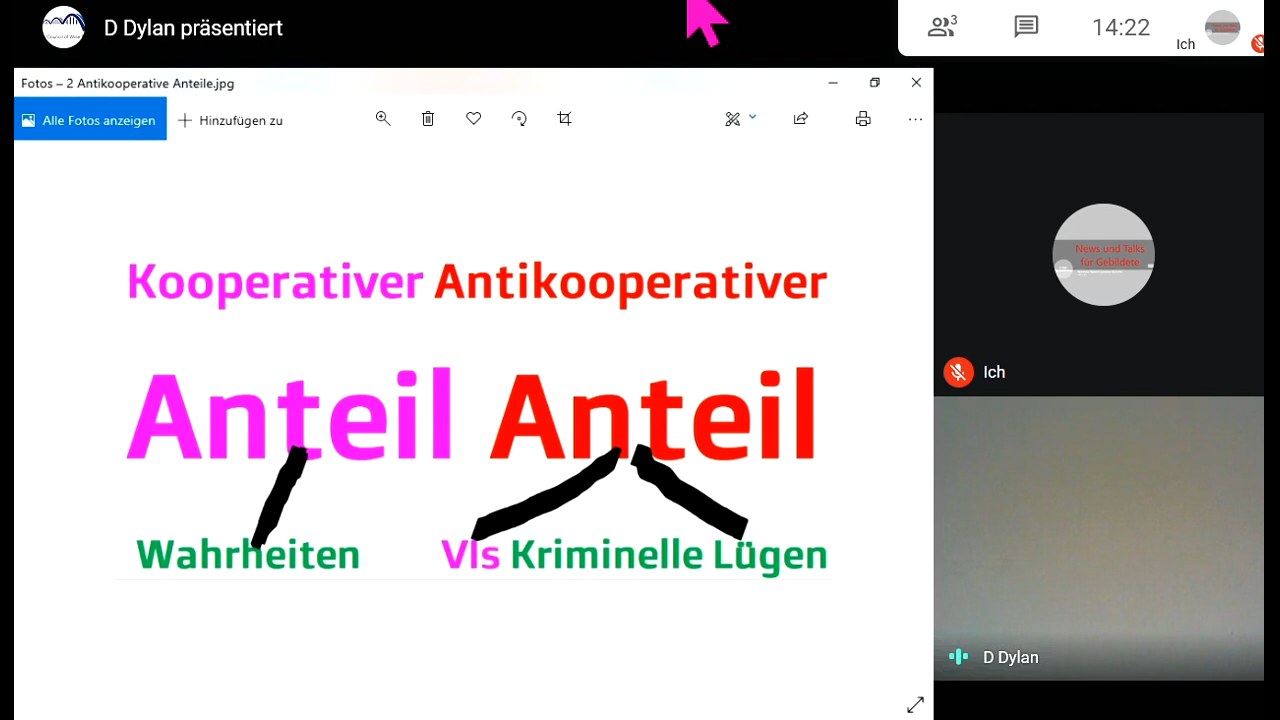 D Dylan präsentiert
3
14:22
Ich
Fotos – 2 Antikooperative Anteile.jpg
Alle Fotos anzeigen
Hinzufügen zu
Kooperativer Antikooperativer
Anteil Anteil
Wahrheiten VIs Kriminelle Lügen
News und Talks
für Gebildete
Ich
D Dylan